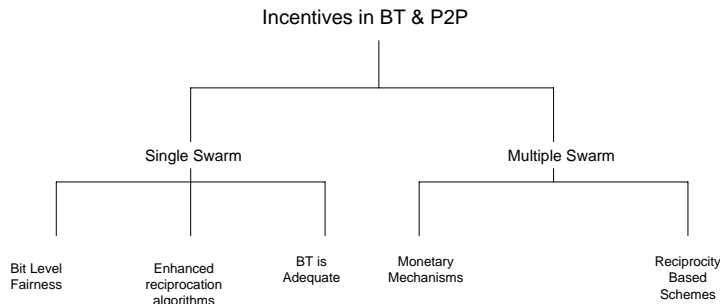 Incentives in BT & P2P
Single Swarm
Multiple Swarm
Bit Level
Fairness
Enhanced
reciprocation
algorithms
BT is
Adequate
Monetary
Mechanisms
Reciprocity
Based
Schemes